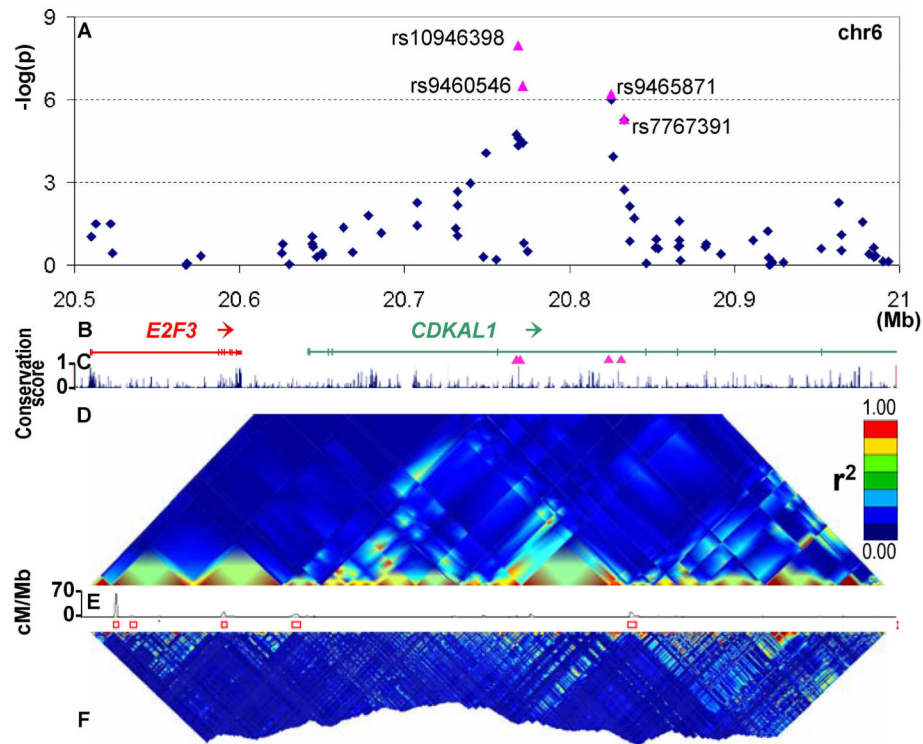 9
A
chr6
rs10946398
rs9460546
rs9465871
rs7767391
-log(p)
6
3
0
20.5
20.6
20.7
20.8
20.9
21
(Mb)
B
E2F3 →
CDKAL1 →
Conservation
score
1
C
0
D
1.00
r²
0.00
cM/Mb
70
E
0
F